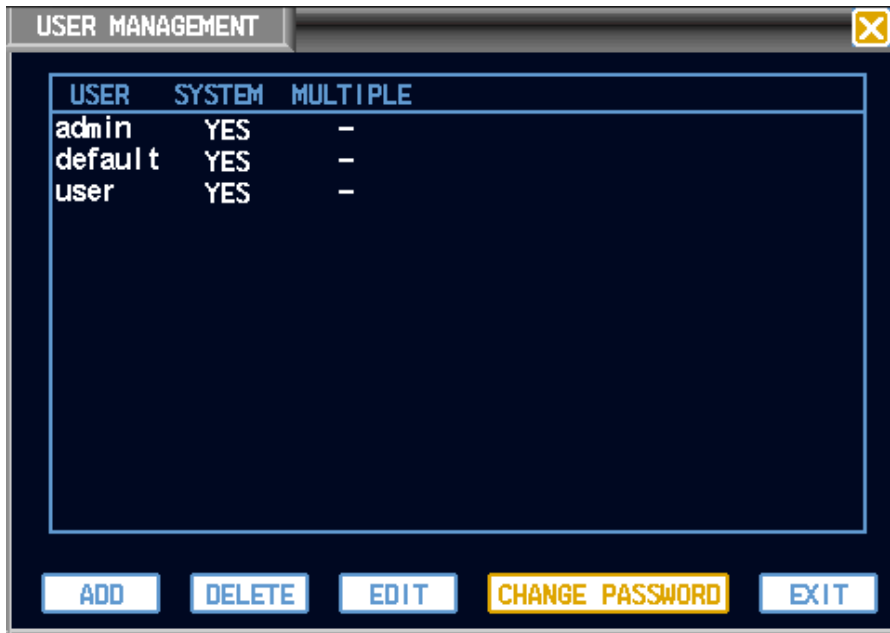 USER MANAGEMENT
USER SYSTEM MULTIPLE
admin YES -
default YES -
user YES -
ADD DELETE EDIT CHANGE PASSWORD EXIT